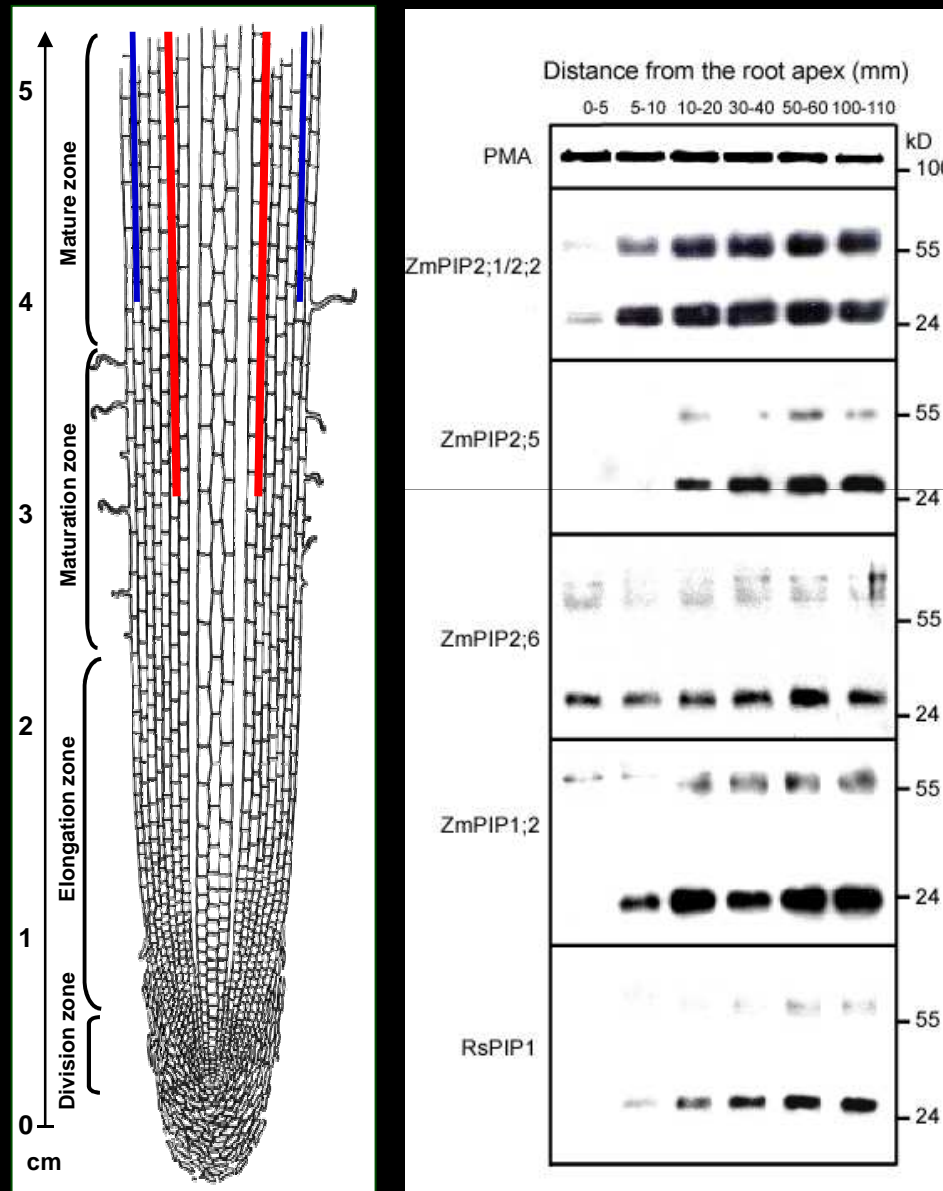 5
4
3
2
1
0
cm
Mature zone
Maturation zone
Elongation zone
Division zone
Distance from the root apex (mm)
0-5 5-10 10-20 30-40 50-60 100-110
kD
PMA
100
ZmPIP2;1/2;2
55
24
ZmPIP2;5
55
24
ZmPIP2;6
55
24
ZmPIP1;2
55
24
RsPIP1
55
24